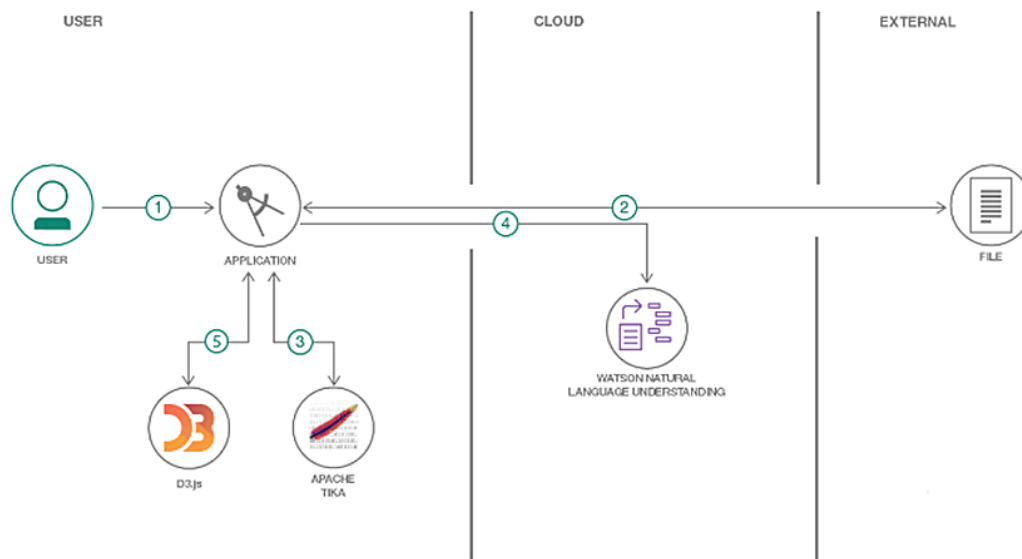 USER
CLOUD
EXTERNAL
1
2
4
USER
APPLICATION
FILE
5
3
WATSON NATURAL
LANGUAGE UNDERSTANDING
D3
D3.js
APACHE
TIKA